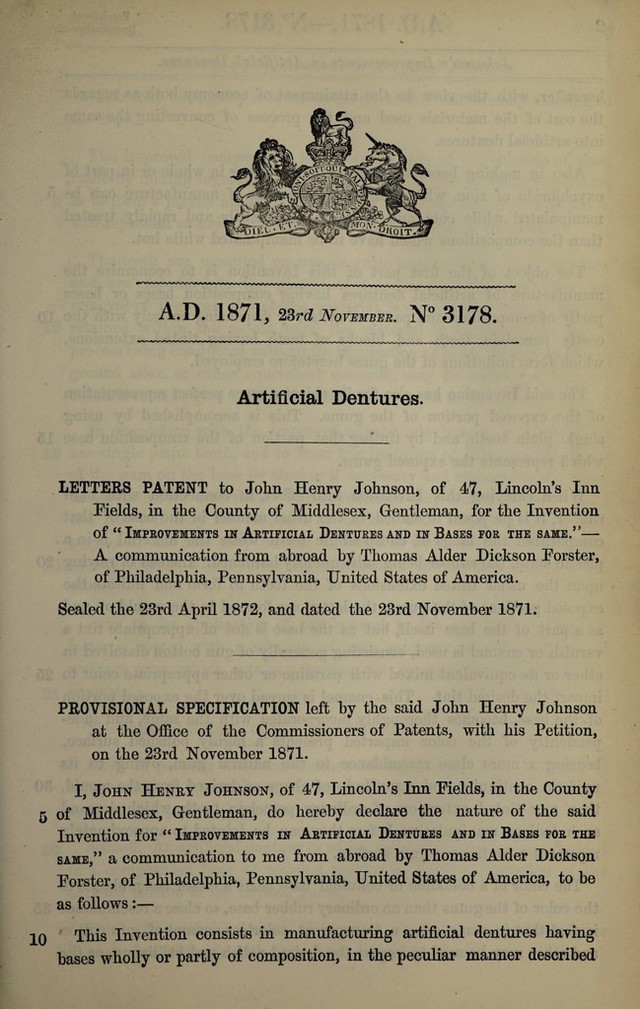 HONI·SOIT·QUI·MAL
DIEU·ET· MON·DROIT.
A.D. 1871, 23rd NOVEMBER. Nº 3178.
Artificial Dentures.
LETTERS PATENT to John Henry Johnson, of 47, Lincoln's Inn
Fields, in the County of Middlesex, Gentleman, for the Invention
of “ IMPROVEMENTS IN ARTIFICIAL DENTURES AND IN BASES FOR THE SAME.”—
A communication from abroad by Thomas Alder Dickson Forster,
of Philadelphia, Pennsylvania, United States of America.
Sealed the 23rd April 1872, and dated the 23rd November 1871.
PROVISIONAL SPECIFICATION left by the said John Henry Johnson
at the Office of the Commissioners of Patents, with his Petition,
on the 23rd November 1871.
I, JOHN HENRY JOHNSON, of 47, Lincoln's Inn Fields, in the County
5 of Middlesex, Gentleman, do hereby declare the nature of the said
Invention for “ IMPROVEMENTS IN ARTIFICIAL DENTURES AND IN BASES FOR THE
SAME,” a communication to me from abroad by Thomas Alder Dickson
Forster, of Philadelphia, Pennsylvania, United States of America, to be
as follows :—
10 This Invention consists in manufacturing artificial dentures having
bases wholly or partly of composition, in the peculiar manner described